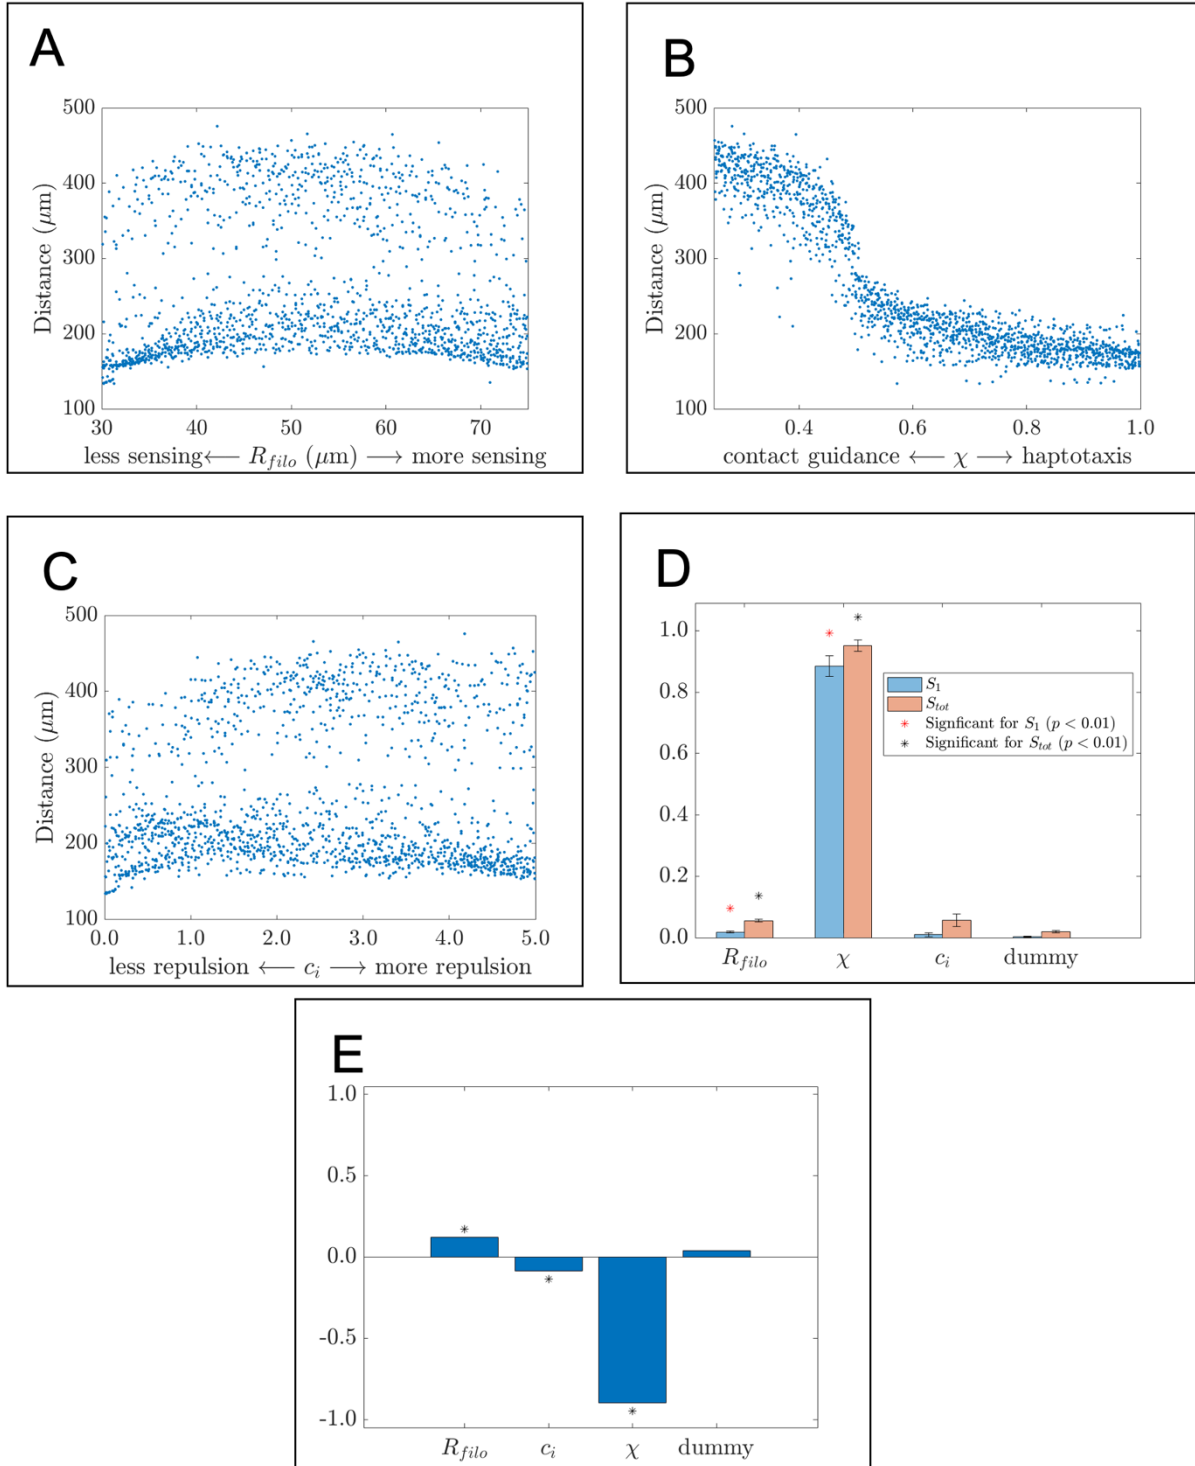 A
500
400
300
200
100
Distance (μm)
30 40 50 60 70
less sensing ⟵ R_filo (μm) ⟶ more sensing
B
500
400
300
200
100
Distance (μm)
0.4 0.6 0.8 1.0
contact guidance ⟵ χ ⟶ haptotaxis
C
500
400
300
200
100
Distance (μm)
0.0 1.0 2.0 3.0 4.0 5.0
less repulsion ⟵ c_i ⟶ more repulsion
D
1.0
0.8
0.6
0.4
0.2
0.0
S_1
S_tot
* Signficant for S_1 (p < 0.01)
* Significant for S_tot (p < 0.01)
R_filo χ c_i dummy
E
1.0
0.5
0.0
-0.5
-1.0
R_filo c_i χ dummy